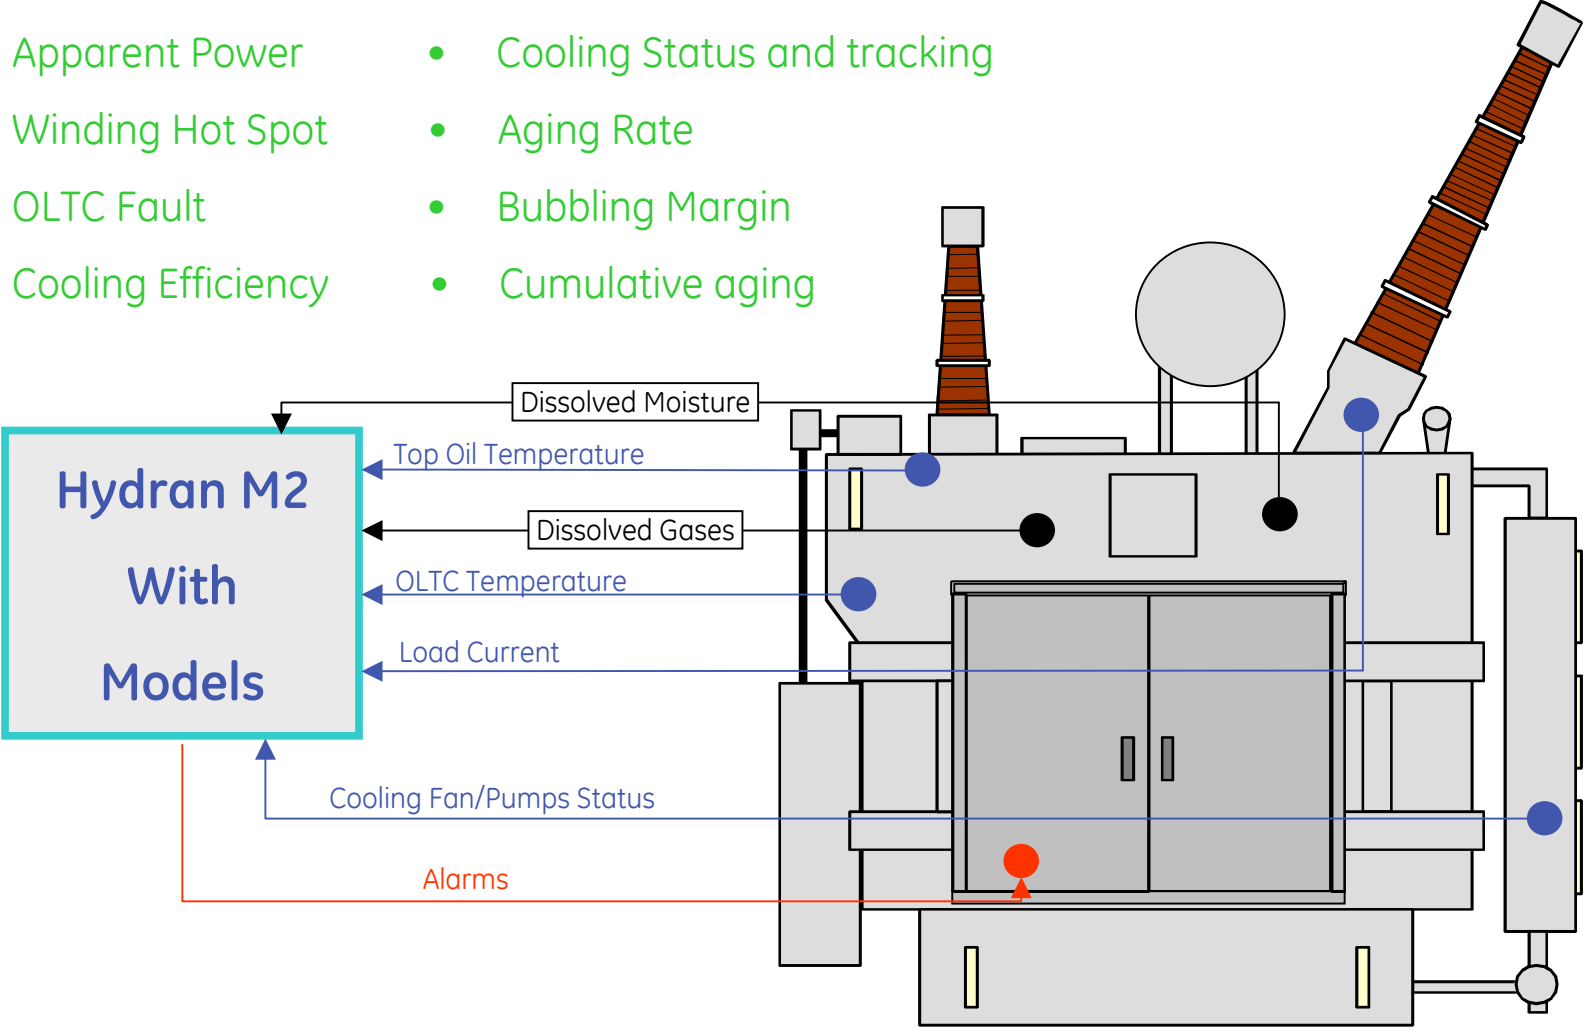 Apparent Power • Cooling Status and tracking
Winding Hot Spot • Aging Rate
OLTC Fault • Bubbling Margin
Cooling Efficiency • Cumulative aging
Dissolved Moisture
Top Oil Temperature
Hydran M2
Dissolved Gases
With
OLTC Temperature
Load Current
Models
Cooling Fan/Pumps Status
Alarms